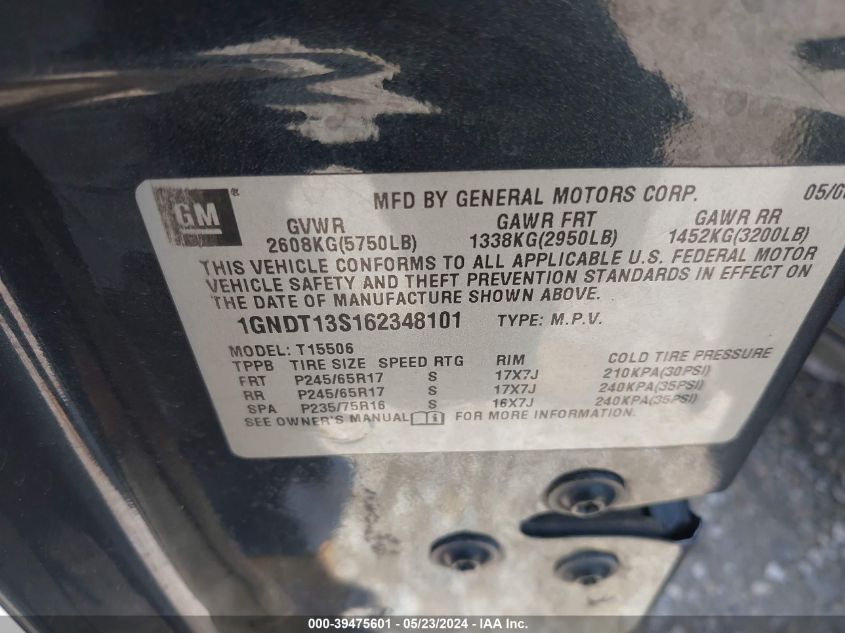 GM ® MFD BY GENERAL MOTORS CORP. 05/0
GVWR GAWR FRT GAWR RR
2608KG(5750LB) 1338KG(2950LB) 1452KG(3200LB)
THIS VEHICLE CONFORMS TO ALL APPLICABLE U.S. FEDERAL MOTOR
VEHICLE SAFETY AND THEFT PREVENTION STANDARDS IN EFFECT ON
THE DATE OF MANUFACTURE SHOWN ABOVE.
1GNDT13S162348101 TYPE: M.P.V.
MODEL: T15506
TPPB TIRE SIZE SPEED RTG RIM COLD TIRE PRESSURE
FRT P245/65R17 S 17X7J 210KPA(30PSI)
RR P245/65R17 S 17X7J 240KPA(35PSI)
SPA P235/75R16 S 16X7J 240KPA(35PSI)
SEE OWNER'S MANUAL FOR MORE INFORMATION.
000-39475601 - 05/23/2024 - IAA Inc.